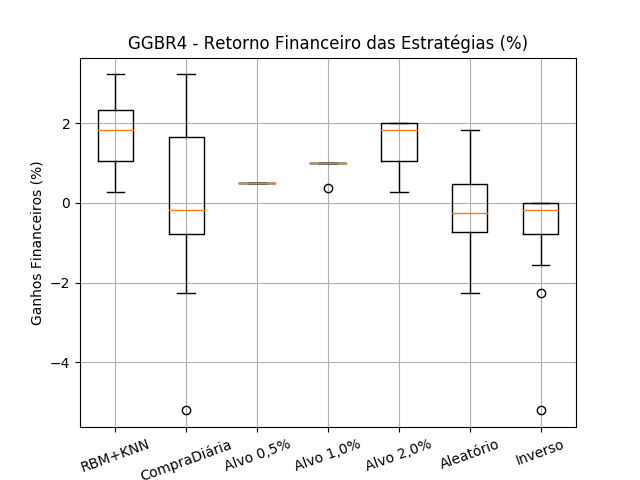 GGBR4 - Retorno Financeiro das Estratégias (%)
Ganhos Financeiros (%)
2
0
−2
−4
RBM+KNN
CompraDiária
Alvo 0,5%
Alvo 1,0%
Alvo 2,0%
Aleatório
Inverso